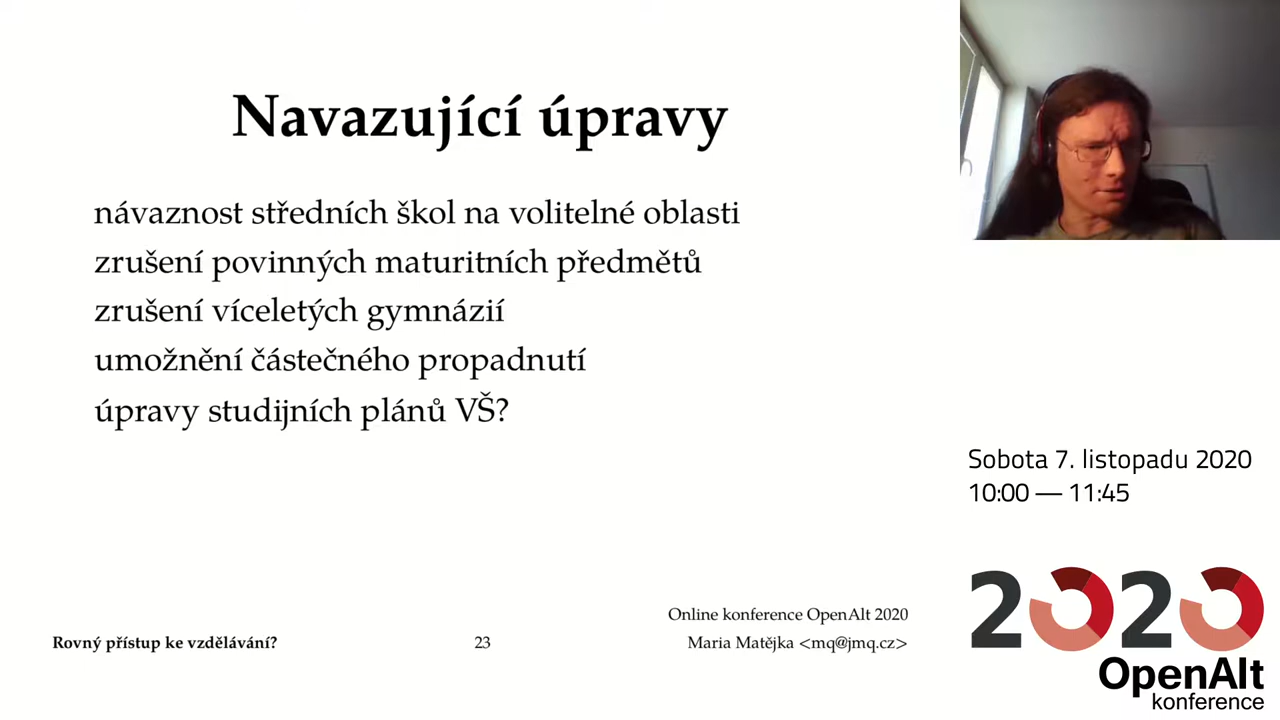 Navazující úpravy
návaznost středních škol na volitelné oblasti
zrušení povinných maturitních předmětů
zrušení víceletých gymnázií
umožnění částečného propadnutí
úpravy studijních plánů VŠ?
Sobota 7. listopadu 2020
10:00 — 11:45
Online konference OpenAlt 2020
Rovný přístup ke vzdělávání?
23
Maria Matějka <mq@jmq.cz>
2020
OpenAlt
konference